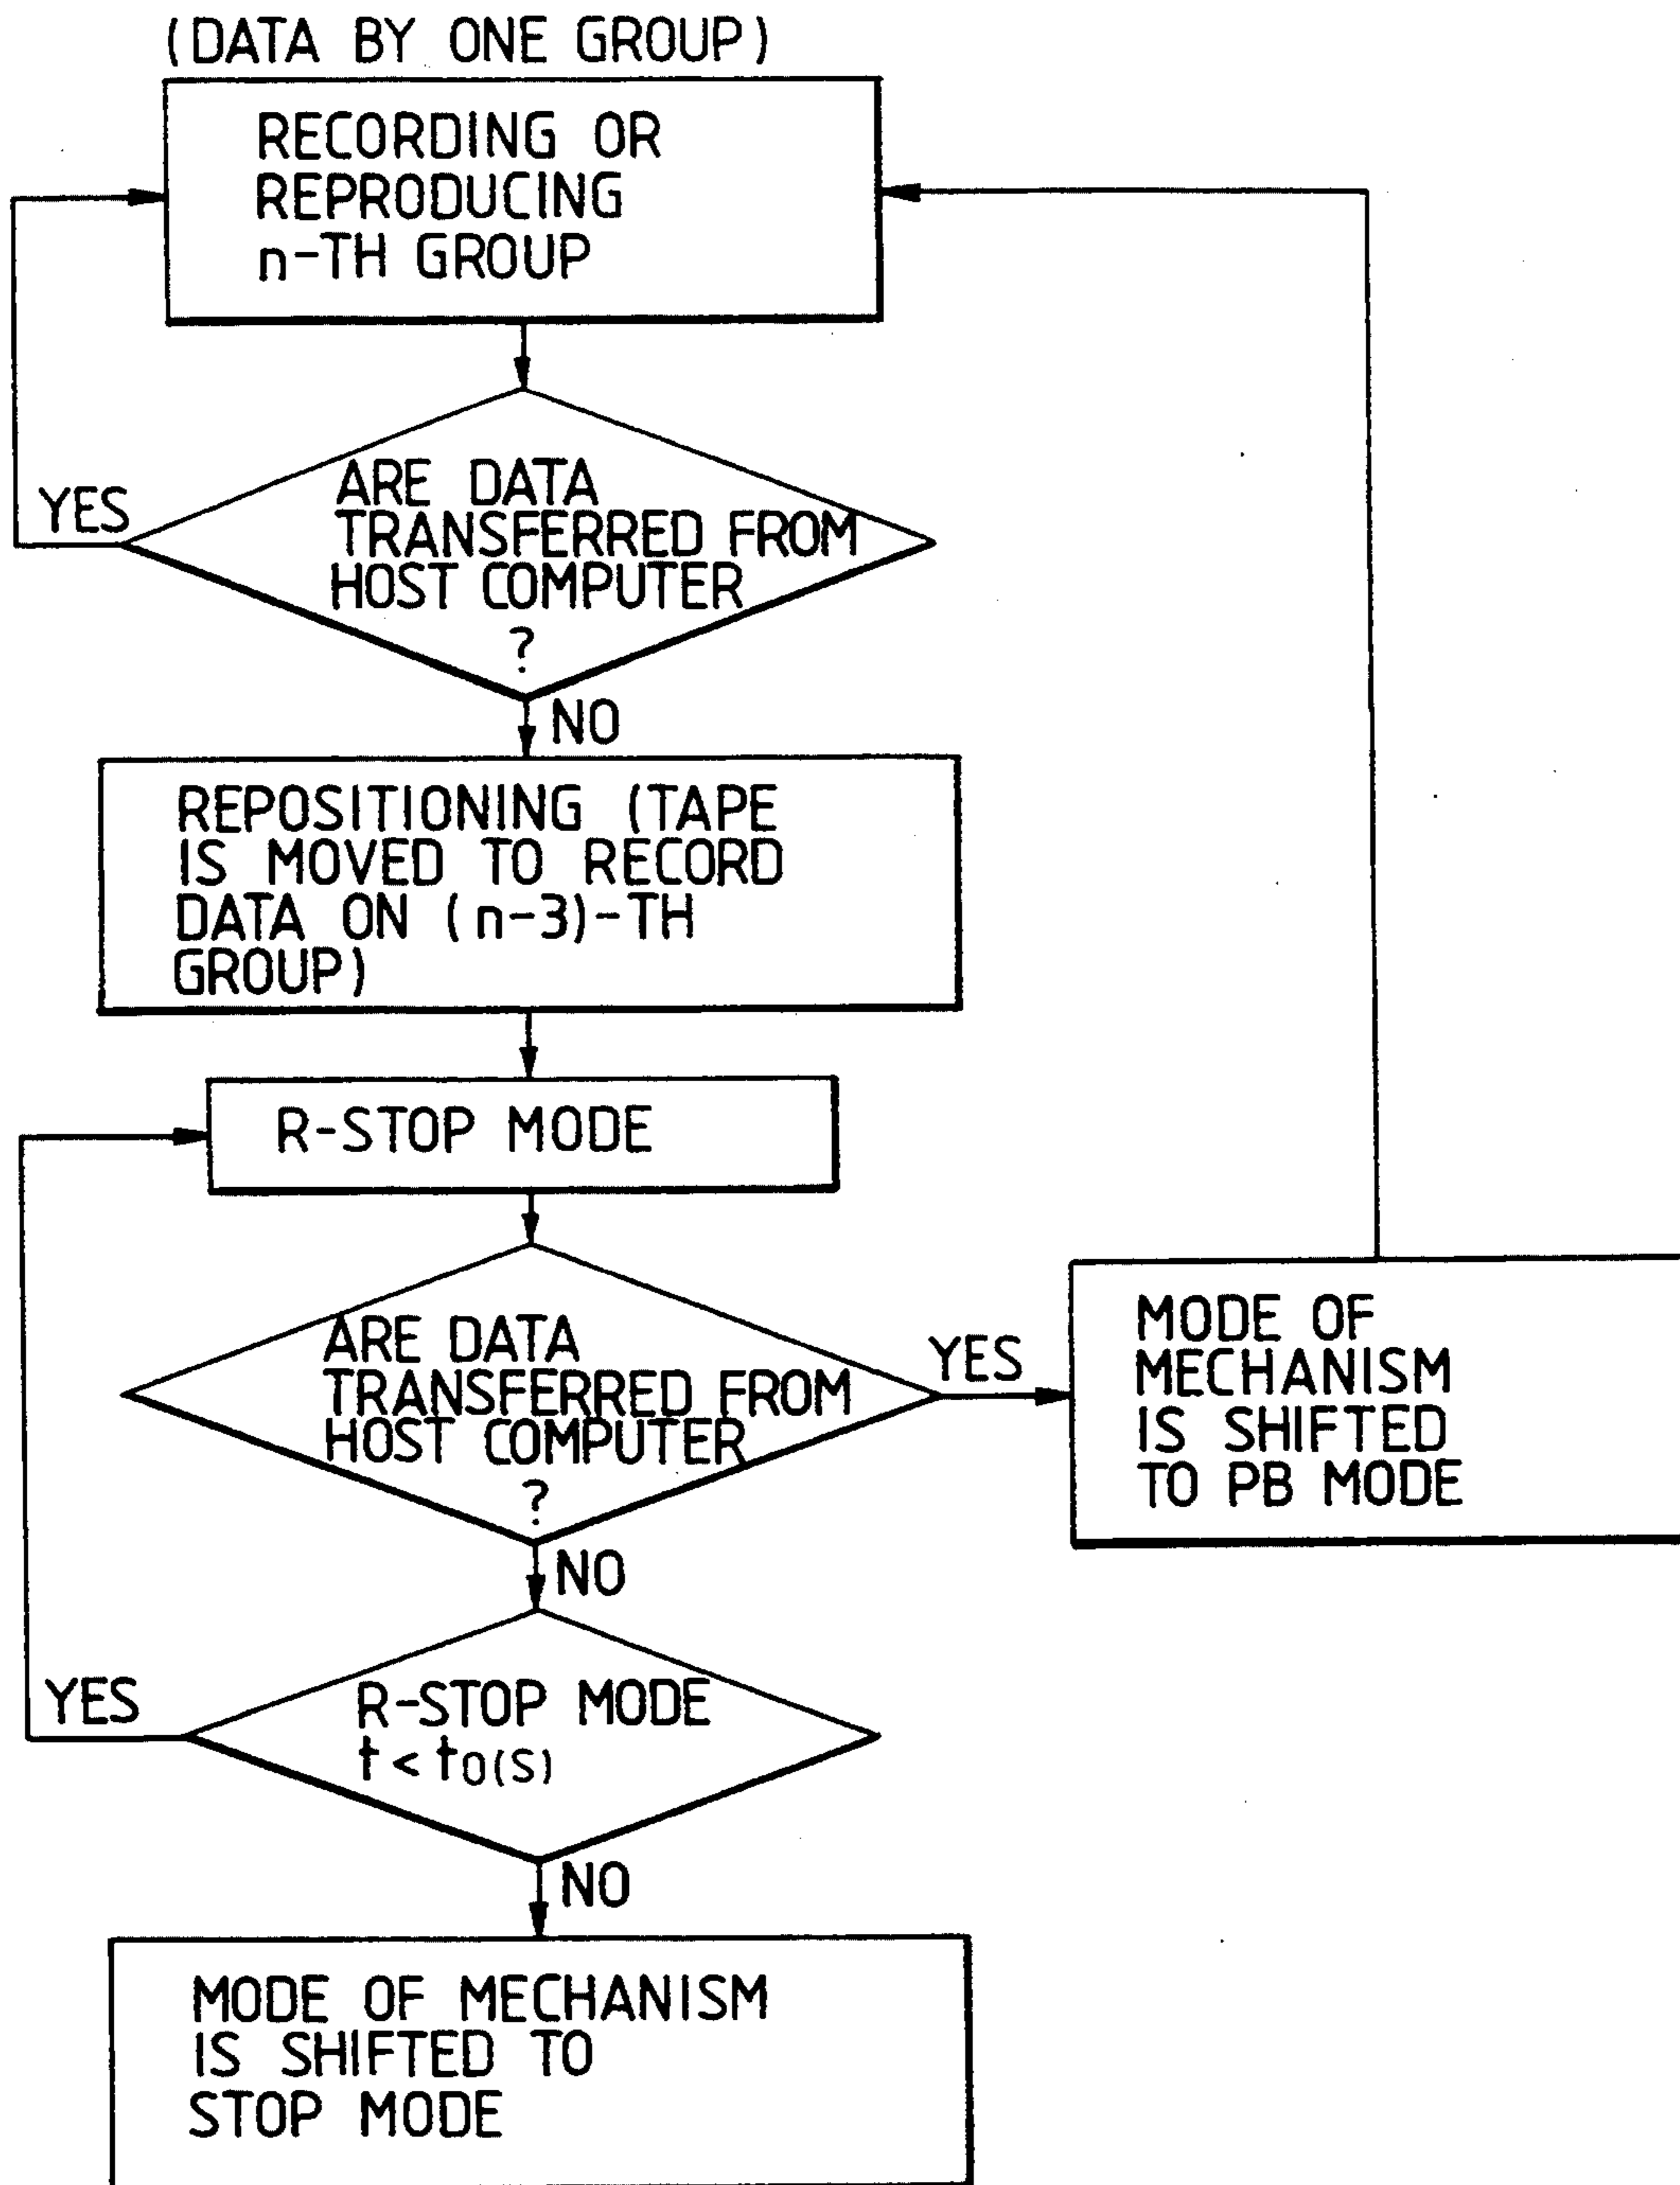 (DATA BY ONE GROUP)
RECORDING OR
REPRODUCING
n-TH GROUP
ARE DATA
TRANSFERRED FROM
HOST COMPUTER
?
YES
NO
REPOSITIONING (TAPE
IS MOVED TO RECORD
DATA ON (n-3)-TH
GROUP)
R-STOP MODE
ARE DATA
TRANSFERRED FROM
HOST COMPUTER
?
YES
MODE OF
MECHANISM
IS SHIFTED
TO PB MODE
NO
R-STOP MODE
t < to(s)
YES
NO
MODE OF MECHANISM
IS SHIFTED TO
STOP MODE